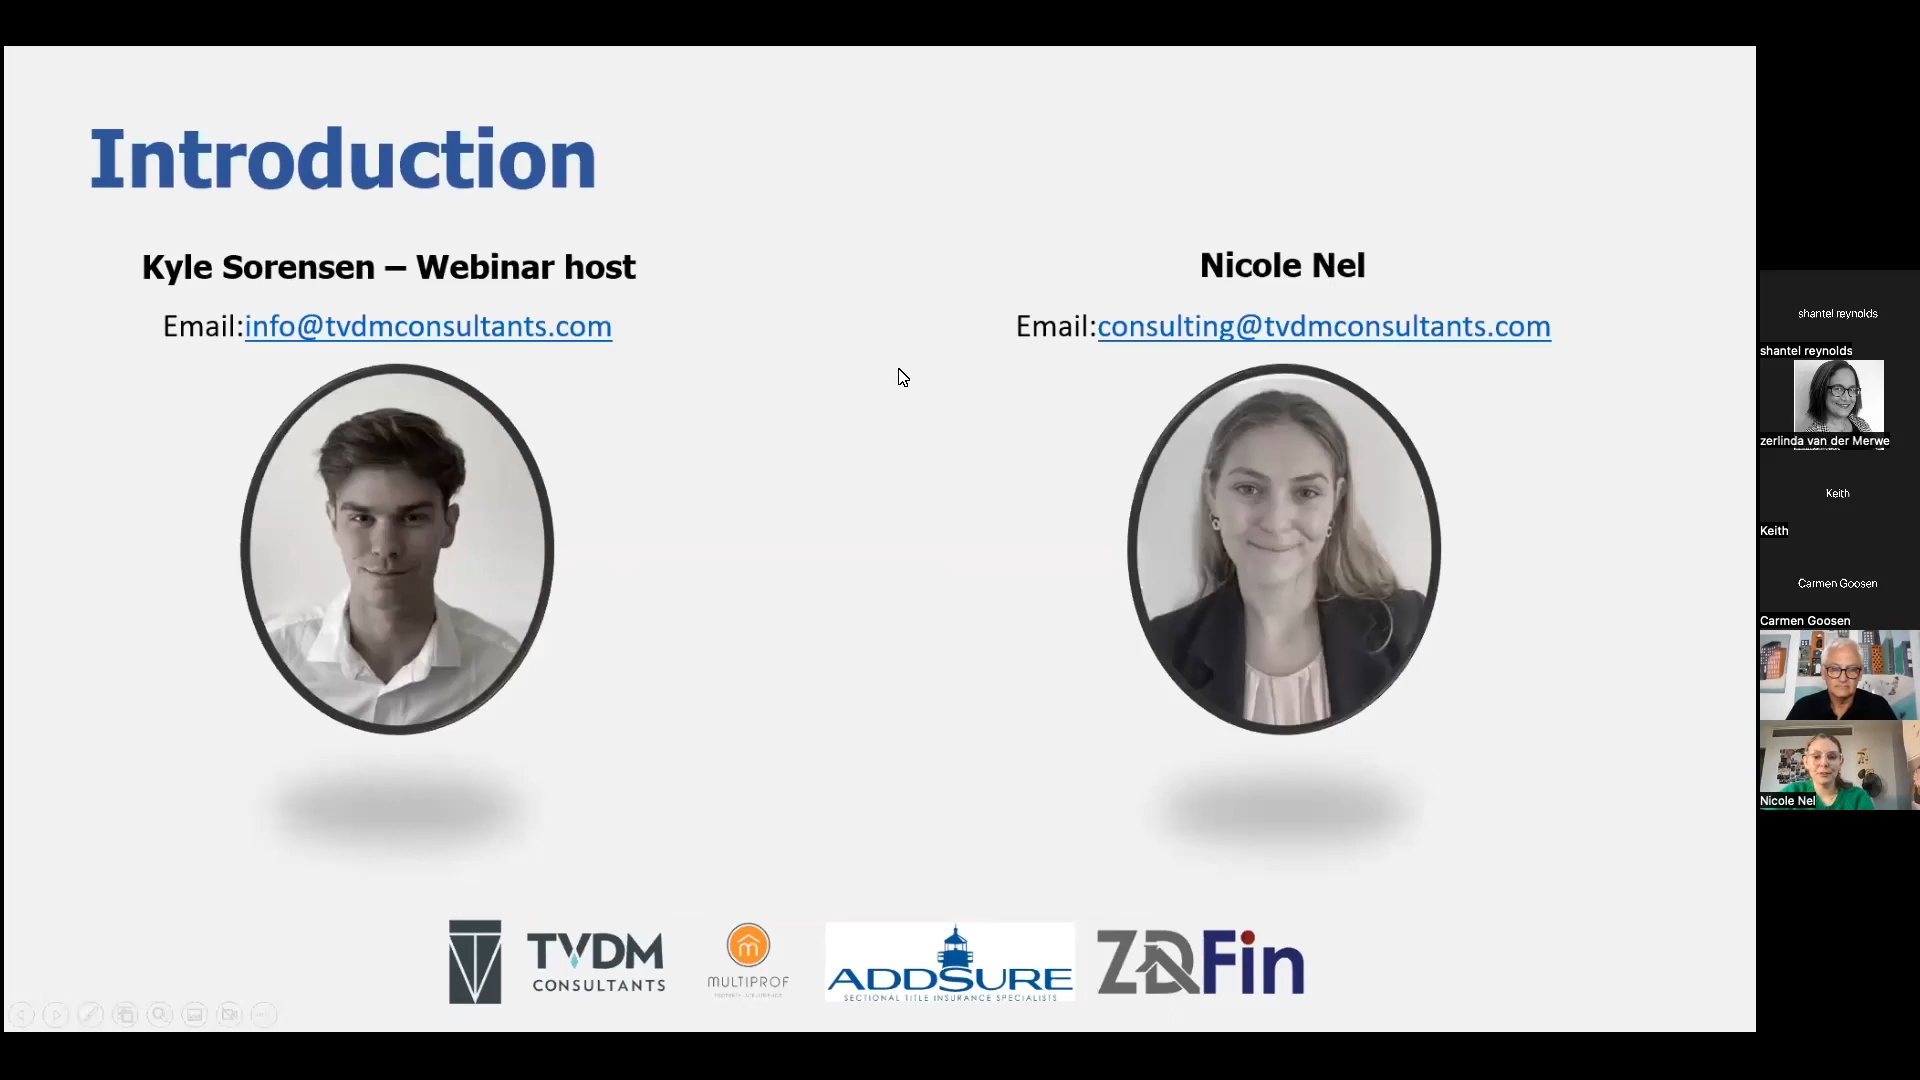 Introduction
Kyle Sorensen – Webinar host
Email:info@tvdmconsultants.com
Nicole Nel
Email:consulting@tvdmconsultants.com
TVDM
CONSULTANTS
MULTIPROF
ADDSURE
SECTIONAL TITLE INSURANCE SPECIALISTS
ZDFin
shantel reynolds
shantel reynolds
zerlinda van der Merwe
Keith
Keith
Carmen Goosen
Carmen Goosen
Nicole Nel